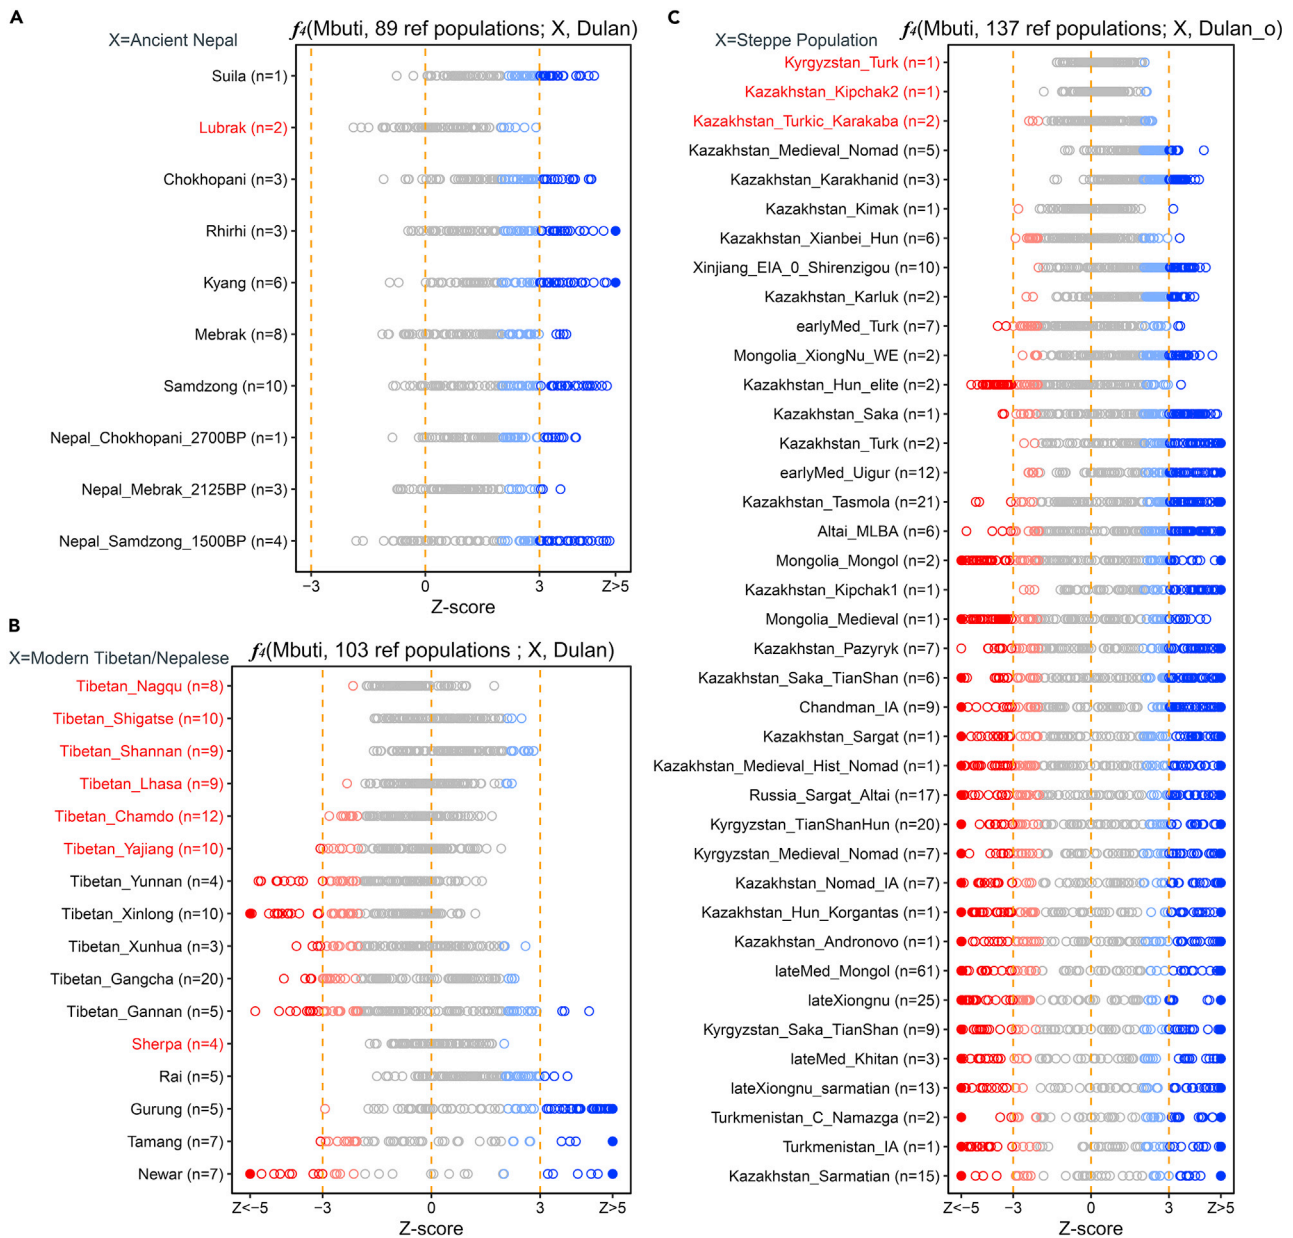 A
X=Ancient Nepal
f4(Mbuti, 89 ref populations; X, Dulan)
Suila (n=1)
Lubrak (n=2)
Chokhopani (n=3)
Rhirhi (n=3)
Kyang (n=6)
Mebrak (n=8)
Samdzong (n=10)
Nepal_Chokhopani_2700BP (n=1)
Nepal_Mebrak_2125BP (n=3)
Nepal_Samdzong_1500BP (n=4)
−3 0 3 Z>5
Z-score
B
X=Modern Tibetan/Nepalese
f4(Mbuti, 103 ref populations ; X, Dulan)
Tibetan_Nagqu (n=8)
Tibetan_Shigatse (n=10)
Tibetan_Shannan (n=9)
Tibetan_Lhasa (n=9)
Tibetan_Chamdo (n=12)
Tibetan_Yajiang (n=10)
Tibetan_Yunnan (n=4)
Tibetan_Xinlong (n=10)
Tibetan_Xunhua (n=3)
Tibetan_Gangcha (n=20)
Tibetan_Gannan (n=5)
Sherpa (n=4)
Rai (n=5)
Gurung (n=5)
Tamang (n=7)
Newar (n=7)
Z<−5 −3 0 3 Z>5
Z-score
C
X=Steppe Population
f4(Mbuti, 137 ref populations; X, Dulan_o)
Kyrgyzstan_Turk (n=1)
Kazakhstan_Kipchak2 (n=1)
Kazakhstan_Turkic_Karakaba (n=2)
Kazakhstan_Medieval_Nomad (n=5)
Kazakhstan_Karakhanid (n=3)
Kazakhstan_Kimak (n=1)
Kazakhstan_Xianbei_Hun (n=6)
Xinjiang_EIA_0_Shirenzigou (n=10)
Kazakhstan_Karluk (n=2)
earlyMed_Turk (n=7)
Mongolia_XiongNu_WE (n=2)
Kazakhstan_Hun_elite (n=2)
Kazakhstan_Saka (n=1)
Kazakhstan_Turk (n=2)
earlyMed_Uigur (n=12)
Kazakhstan_Tasmola (n=21)
Altai_MLBA (n=6)
Mongolia_Mongol (n=2)
Kazakhstan_Kipchak1 (n=1)
Mongolia_Medieval (n=1)
Kazakhstan_Pazyryk (n=7)
Kazakhstan_Saka_TianShan (n=6)
Chandman_IA (n=9)
Kazakhstan_Sargat (n=1)
Kazakhstan_Medieval_Hist_Nomad (n=1)
Russia_Sargat_Altai (n=17)
Kyrgyzstan_TianShanHun (n=20)
Kyrgyzstan_Medieval_Nomad (n=7)
Kazakhstan_Nomad_IA (n=7)
Kazakhstan_Hun_Korgantas (n=1)
Kazakhstan_Andronovo (n=1)
lateMed_Mongol (n=61)
lateXiongnu (n=25)
Kyrgyzstan_Saka_TianShan (n=9)
lateMed_Khitan (n=3)
lateXiongnu_sarmatian (n=13)
Turkmenistan_C_Namazga (n=2)
Turkmenistan_IA (n=1)
Kazakhstan_Sarmatian (n=15)
Z<−5 −3 0 3 Z>5
Z-score